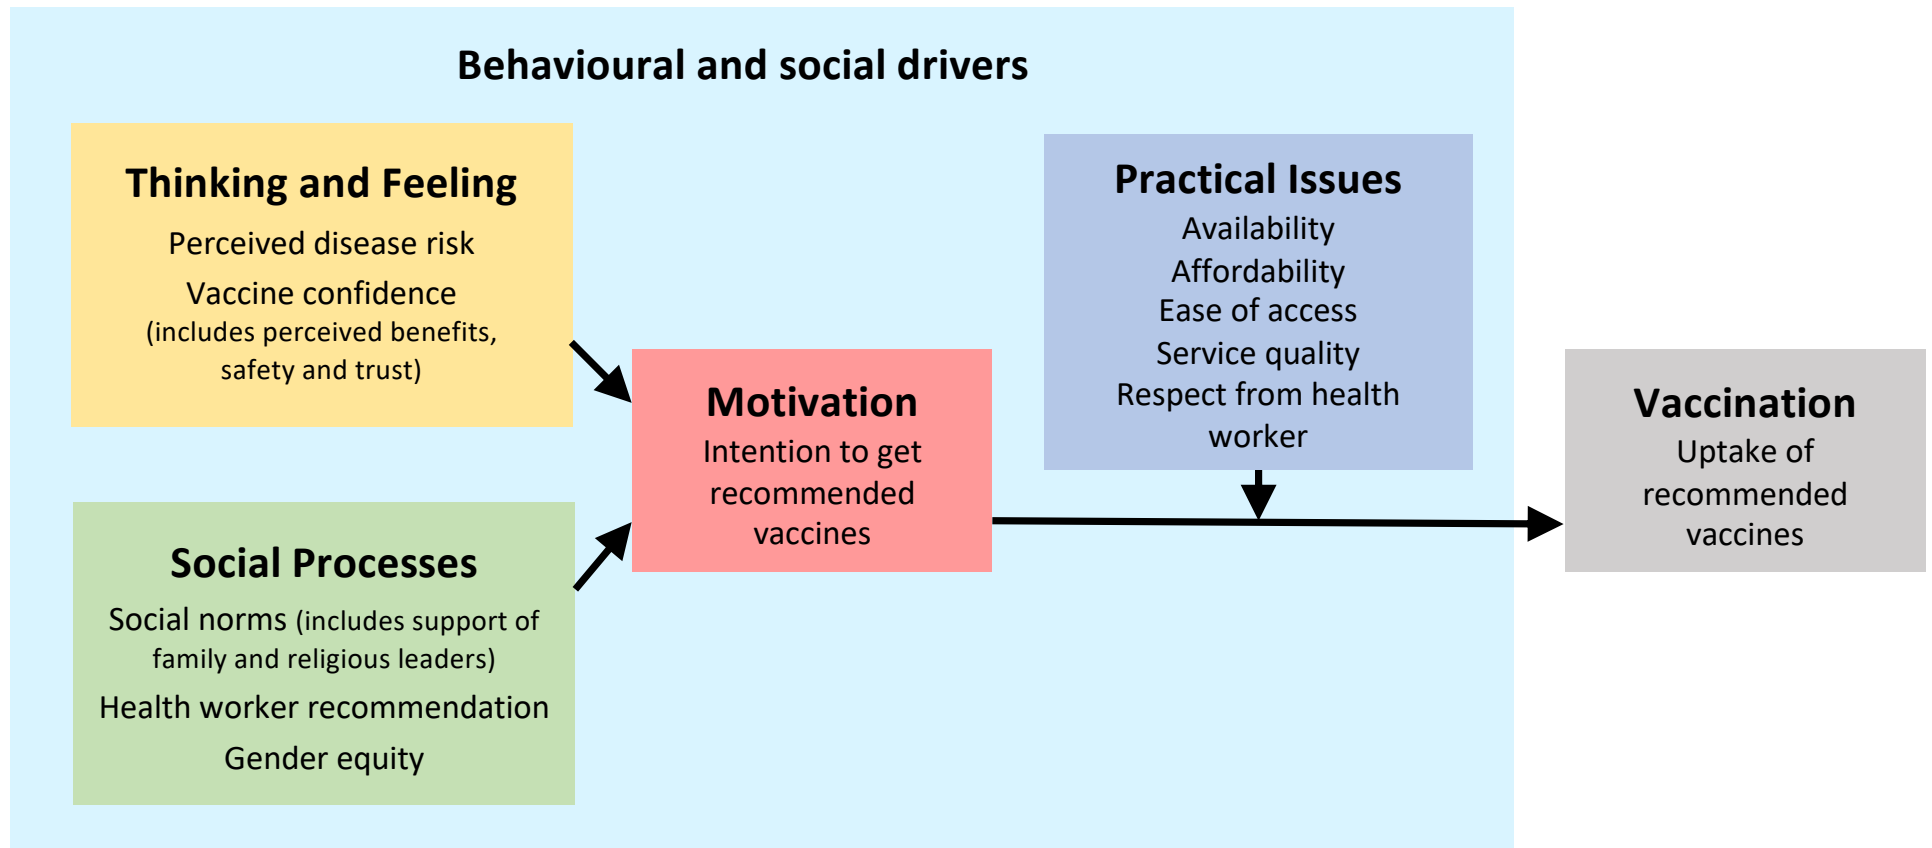 Behavioural and social drivers
Thinking and Feeling
Perceived disease risk
Vaccine confidence
(includes perceived benefits,
safety and trust)
Social Processes
Social norms (includes support of
family and religious leaders)
Health worker recommendation
Gender equity
Motivation
Intention to get
recommended
vaccines
Practical Issues
Availability
Affordability
Ease of access
Service quality
Respect from health
worker
Vaccination
Uptake of
recommended
vaccines